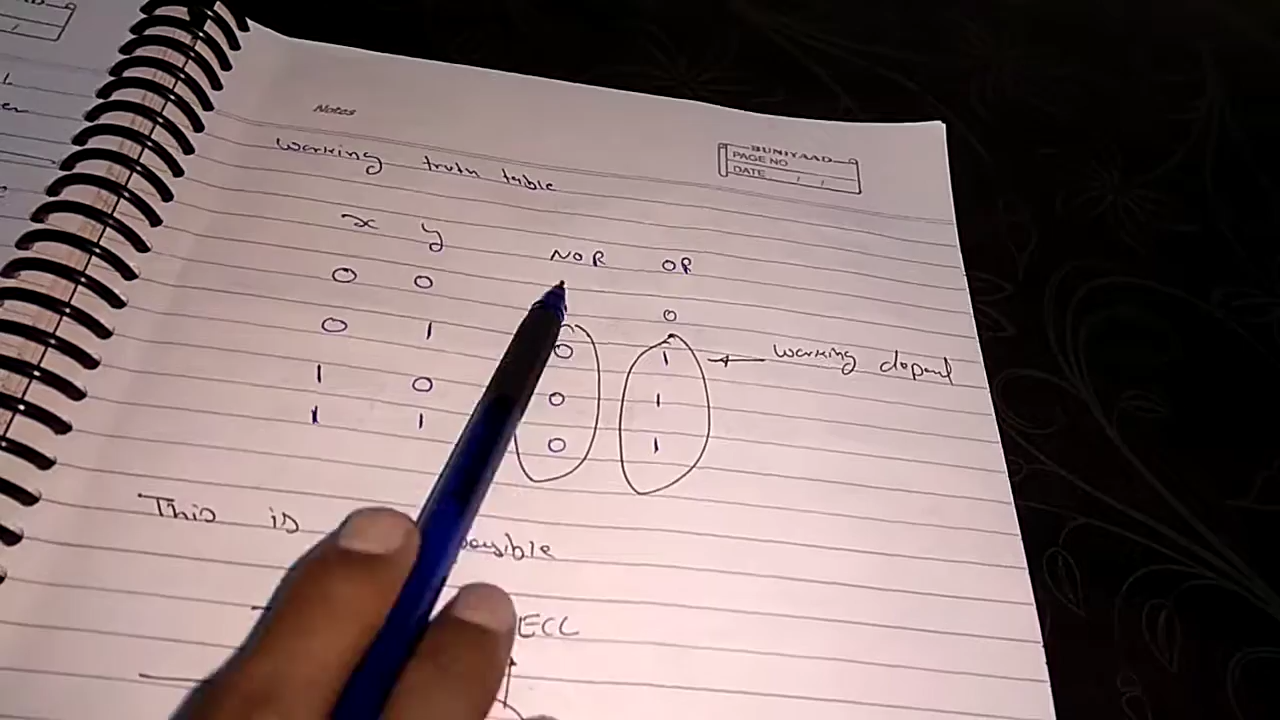 Notes
BUNIYAAD
PAGE NO
DATE / /
working truth table
x y NOR OR
0 0 0
0 1 0 1 working depend
1 0 0 1
1 1 0 1
This is possible
ECL